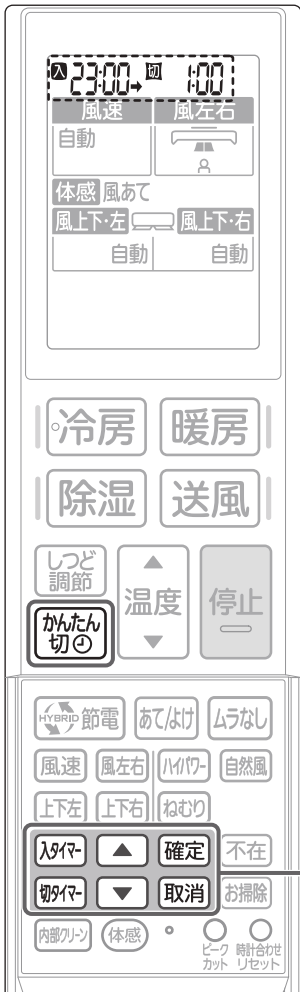 入 23:00→ 切 1:00
風速 風左右
自動
体感 風あて
風上下・左 風上下・右
自動 自動
冷房 暖房
除湿 送風
しつど
調節
温度
停止
かんたん
切
HYBRID 節電 あて/よけ ムラなし
風速 風左右 ハイパワー 自然風
上下左 上下右 ねむり
入タイマー ▲ 確定 不在
切タイマー ▼ 取消 お掃除
内部クリーン 体感
ピーク
カット
時計合わせ
リセット